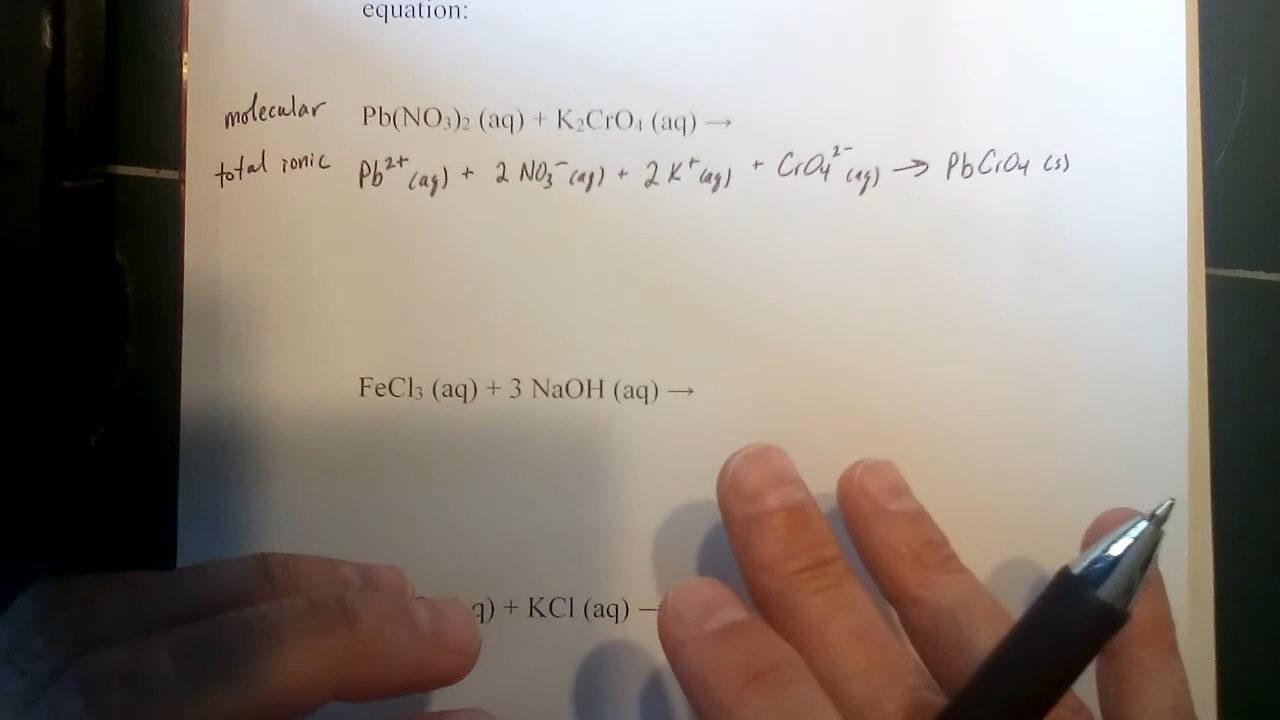 equation:
molecular Pb(NO₃)₂ (aq) + K₂CrO₄ (aq) →
total ionic Pb²⁺ (aq) + 2 NO₃⁻ (aq) + 2 K⁺ (aq) + CrO₄²⁻ (aq) → PbCrO₄ (s)
FeCl₃ (aq) + 3 NaOH (aq) →
q) + KCl (aq) —